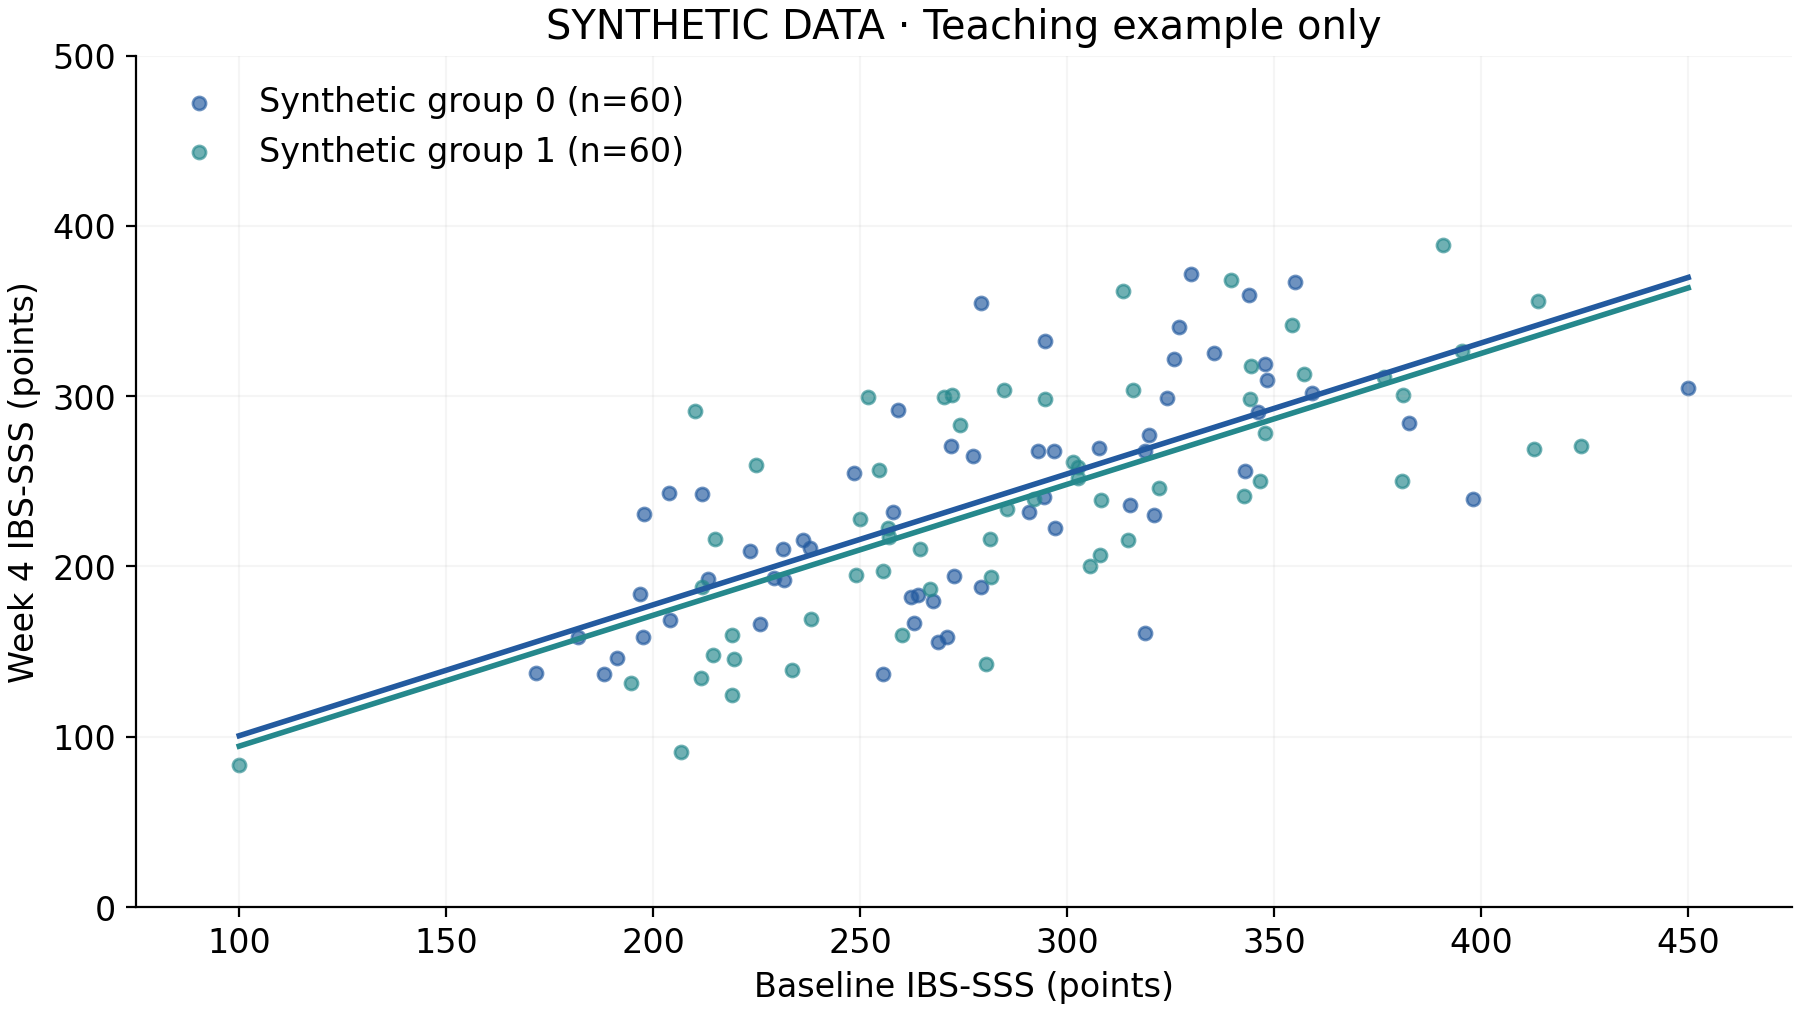 SYNTHETIC DATA · Teaching example only
500
Synthetic group 0 (n=60)
Synthetic group 1 (n=60)
400
300
200
100
0
Week 4 IBS-SSS (points)
100 150 200 250 300 350 400 450
Baseline IBS-SSS (points)